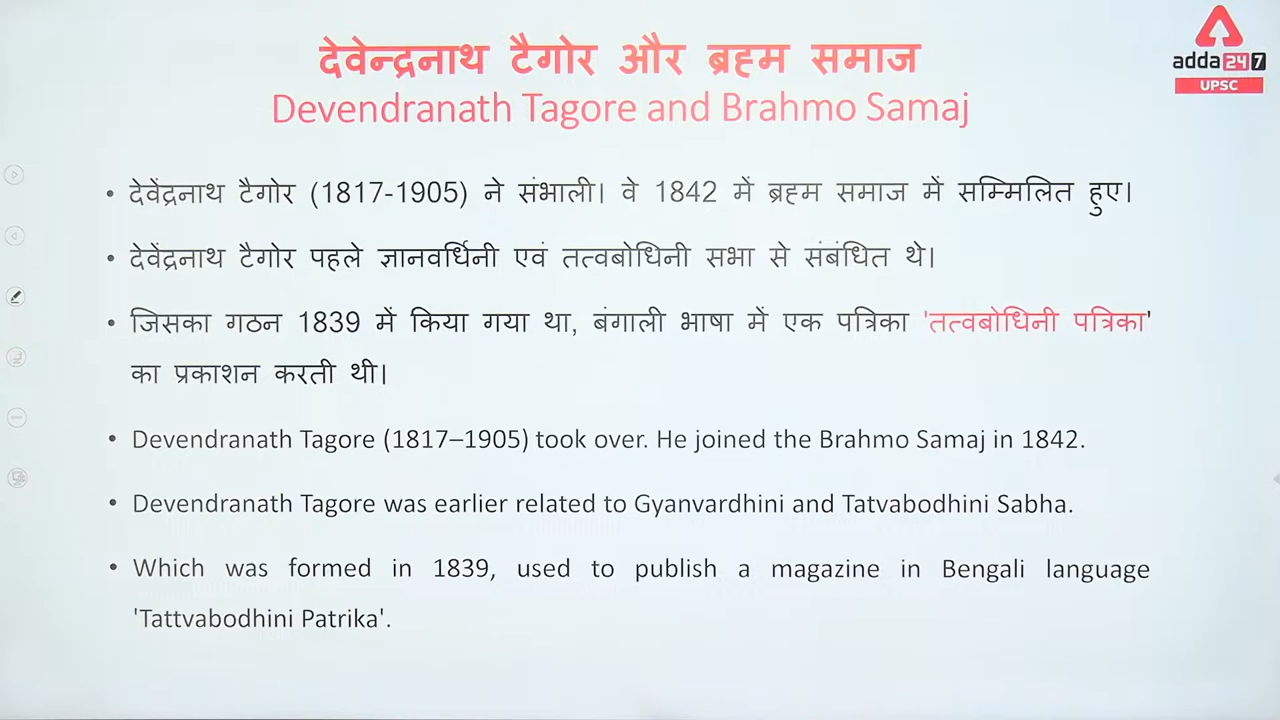 देवेन्द्रनाथ टैगोर और ब्रह्म समाज
Devendranath Tagore and Brahmo Samaj
adda247
UPSC
• देवेंद्रनाथ टैगोर (1817-1905) ने संभाली। वे 1842 में ब्रह्म समाज में सम्मिलित हुए।
• देवेंद्रनाथ टैगोर पहले ज्ञानवर्धिनी एवं तत्वबोधिनी सभा से संबंधित थे।
• जिसका गठन 1839 में किया गया था, बंगाली भाषा में एक पत्रिका 'तत्वबोधिनी पत्रिका'
का प्रकाशन करती थी।
• Devendranath Tagore (1817–1905) took over. He joined the Brahmo Samaj in 1842.
• Devendranath Tagore was earlier related to Gyanvardhini and Tatvabodhini Sabha.
• Which was formed in 1839, used to publish a magazine in Bengali language
'Tattvabodhini Patrika'.